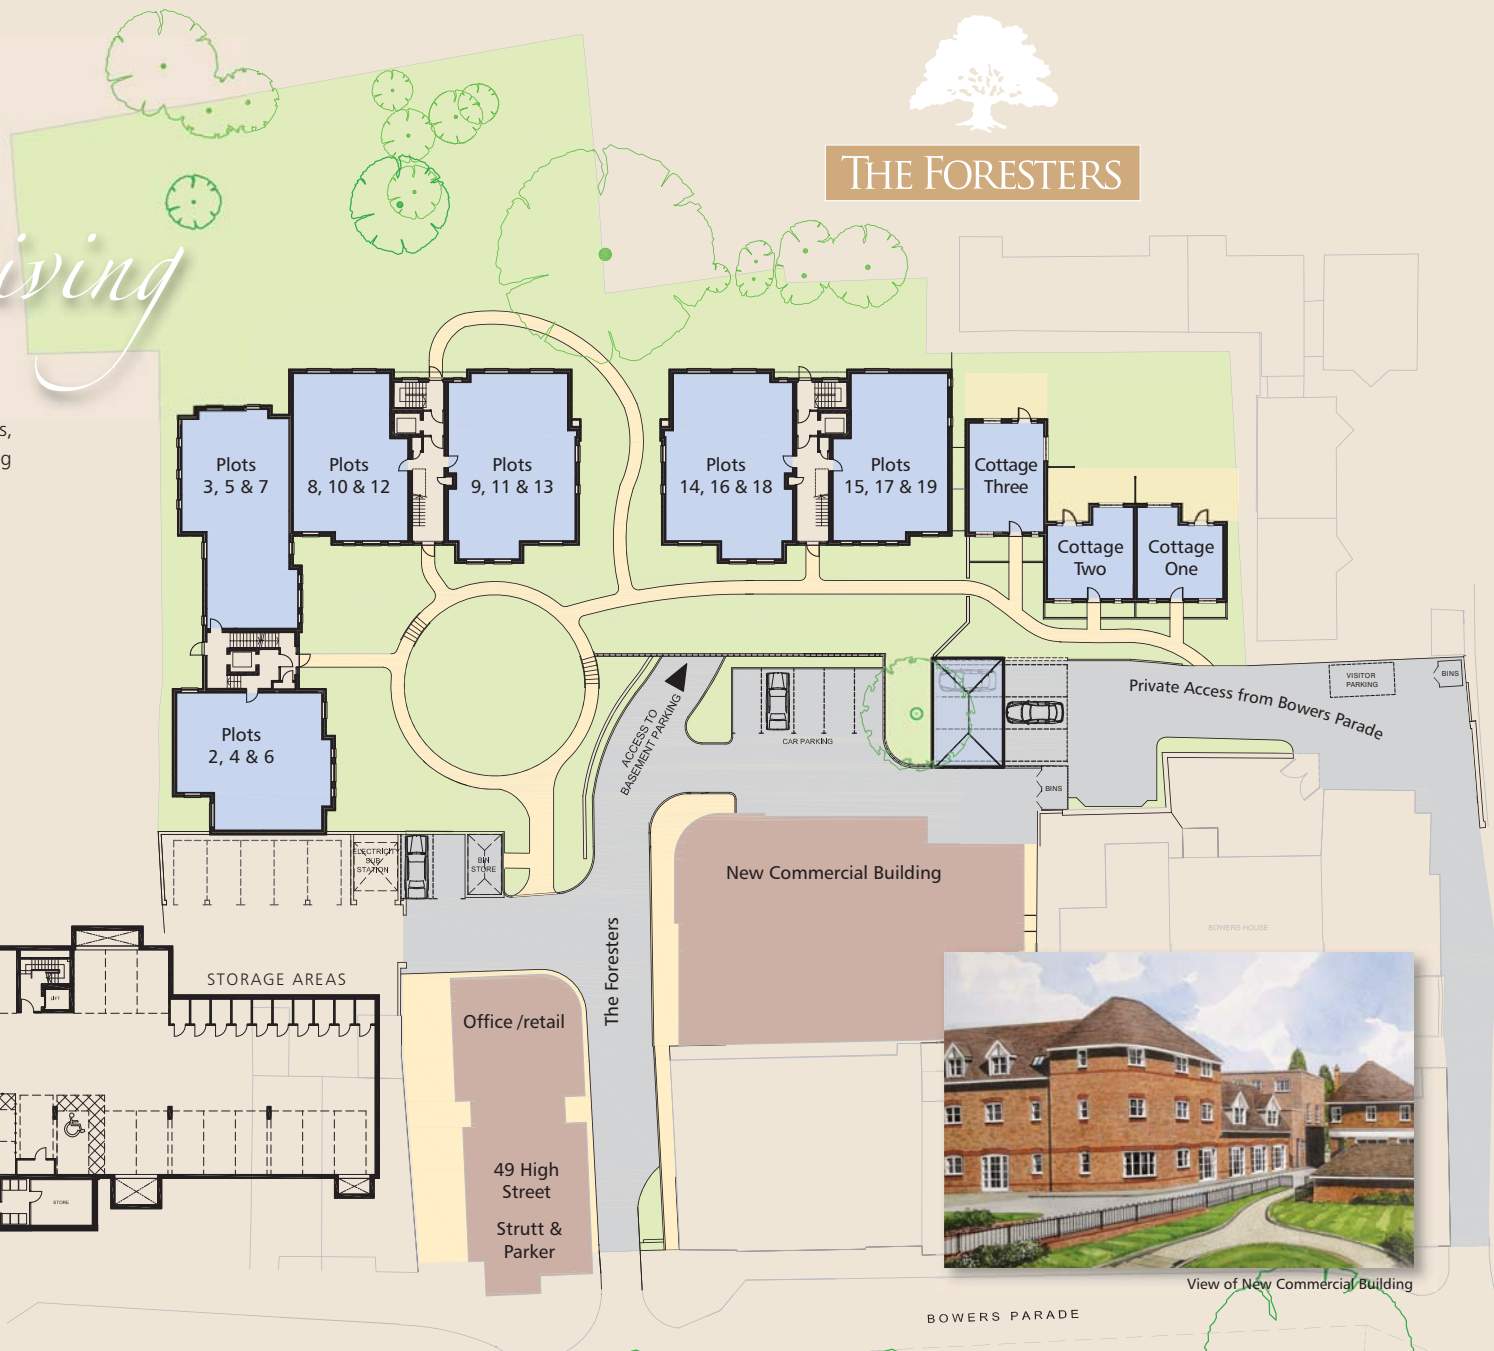 THE FORESTERS
iving
s,
g
Plots
3, 5 & 7
Plots
8, 10 & 12
Plots
9, 11 & 13
Plots
14, 16 & 18
Plots
15, 17 & 19
Cottage
Three
Cottage
Two
Cottage
One
Plots
2, 4 & 6
ACCESS TO
BASEMENT PARKING
CAR PARKING
Private Access from Bowers Parade
VISITOR
PARKING
BINS
BINS
ELECTRICITY
SUB
STATION
BIN
STORE
New Commercial Building
The Foresters
BOWERS HOUSE
STORAGE AREAS
LIFT
STORE
Office /retail
49 High
Street
Strutt &
Parker
View of New Commercial Building
BOWERS PARADE